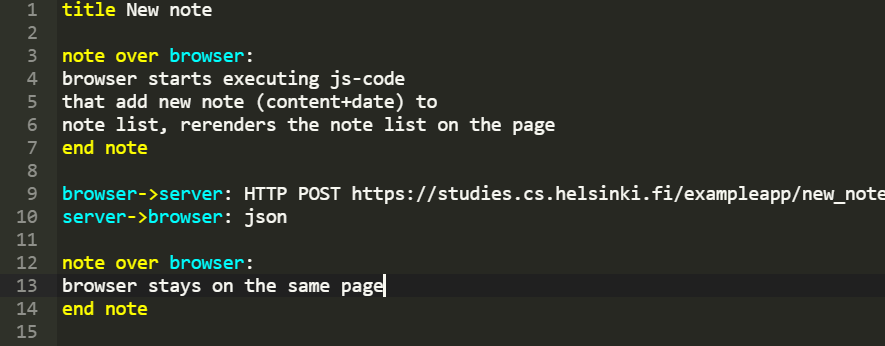 1 title New note
2
3 note over browser:
4 browser starts executing js-code
5 that add new note (content+date) to
6 note list, rerenders the note list on the page
7 end note
8
9 browser->server: HTTP POST https://studies.cs.helsinki.fi/exampleapp/new_note
10 server->browser: json
11
12 note over browser:
13 browser stays on the same page
14 end note
15